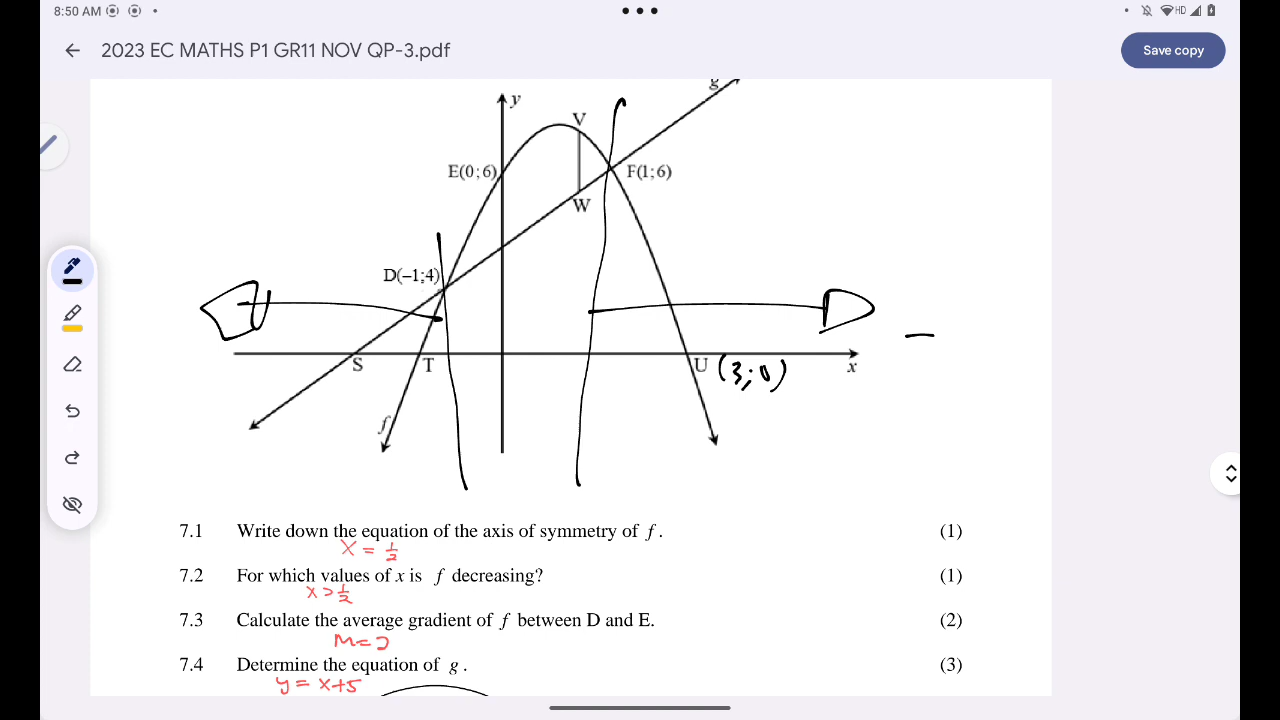 8:50 AM
HD
2023 EC MATHS P1 GR11 NOV QP-3.pdf
Save copy
g
y
V
E(0;6)
F(1;6)
W
D(–1;4)
S
T
U (3;0)
x
f
7.1 Write down the equation of the axis of symmetry of f. (1)
x = 1/2
7.2 For which values of x is f decreasing? (1)
x > 1/2
7.3 Calculate the average gradient of f between D and E. (2)
m = 2
7.4 Determine the equation of g. (3)
y = x+5